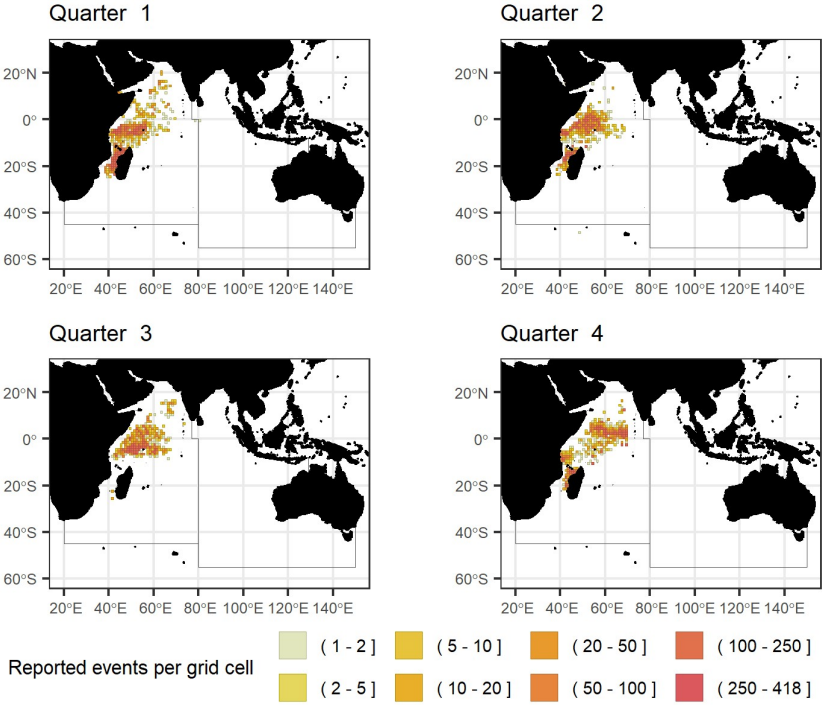 Quarter 1
Quarter 2
20°N
0°
20°S
40°S
60°S
20°E 40°E 60°E 80°E 100°E 120°E 140°E
20°N
0°
20°S
40°S
60°S
20°E 40°E 60°E 80°E 100°E 120°E 140°E
Quarter 3
Quarter 4
20°N
0°
20°S
40°S
60°S
20°E 40°E 60°E 80°E 100°E 120°E 140°E
20°N
0°
20°S
40°S
60°S
20°E 40°E 60°E 80°E 100°E 120°E 140°E
Reported events per grid cell
( 1 - 2 ] ( 5 - 10 ] ( 20 - 50 ] ( 100 - 250 ]
( 2 - 5 ] ( 10 - 20 ] ( 50 - 100 ] ( 250 - 418 ]